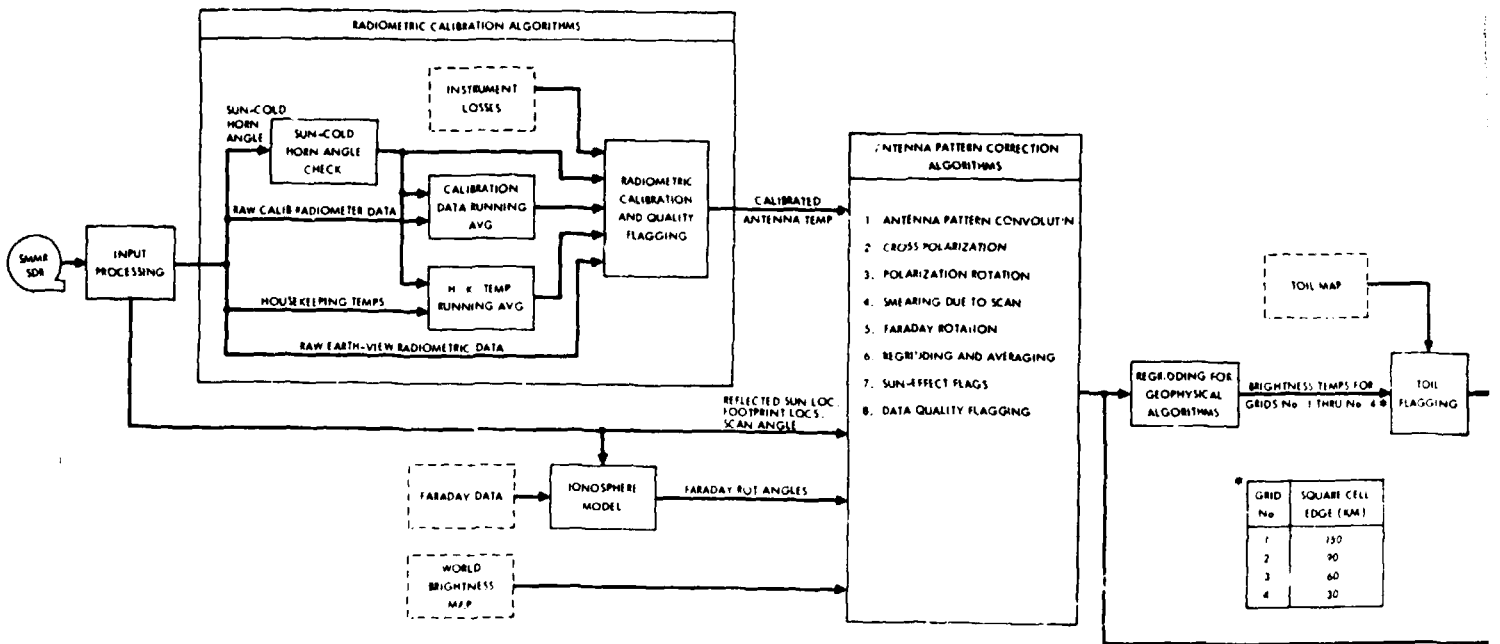 RADIOMETRIC CALIBRATION ALGORITHMS
INSTRUMENT
LOSSES
SUN-COLD
HORN
ANGLE
SUN-COLD
HORN ANGLE
CHECK
RADIOMETRIC
CALIBRATION
AND QUALITY
FLAGGING
CALIBRATION
DATA RUNNING
AVG
RAW CALIB RADIOMETER DATA
SMMR
SDR
INPUT
PROCESSING
H K TEMP
RUNNING AVG
HOUSEKEEPING TEMPS
RAW EARTH-VIEW RADIOMETRIC DATA
CALIBRATED
ANTENNA TEMP
NTENNA PATTERN CORRECTION
ALGORITHMS
1 ANTENNA PATTERN CONVOLUT'N
2 CROSS POLARIZATION
3. POLARIZATION ROTATION
4. SMEARING DUE TO SCAN
5. FARADAY ROTATION
6. REGRIDDING AND AVERAGING
7. SUN-EFFECT FLAGS
8. DATA QUALITY FLAGGING
REFLECTED SUN LOC.
FOOTPRINT LOCS.
SCAN ANGLE
FARADAY DATA
IONOSPHERE
MODEL
FARADAY ROT ANGLES
WORLD
BRIGHTNESS
MAP
TOIL MAP
REGRIDDING FOR
GEOPHYSICAL
ALGORITHMS
BRIGHTNESS TEMPS FOR
GRIDS No. 1 THRU No. 4 *
TOIL
FLAGGING
*
GRID No SQUARE CELL EDGE (KM)
1 150
2 90
3 60
4 30